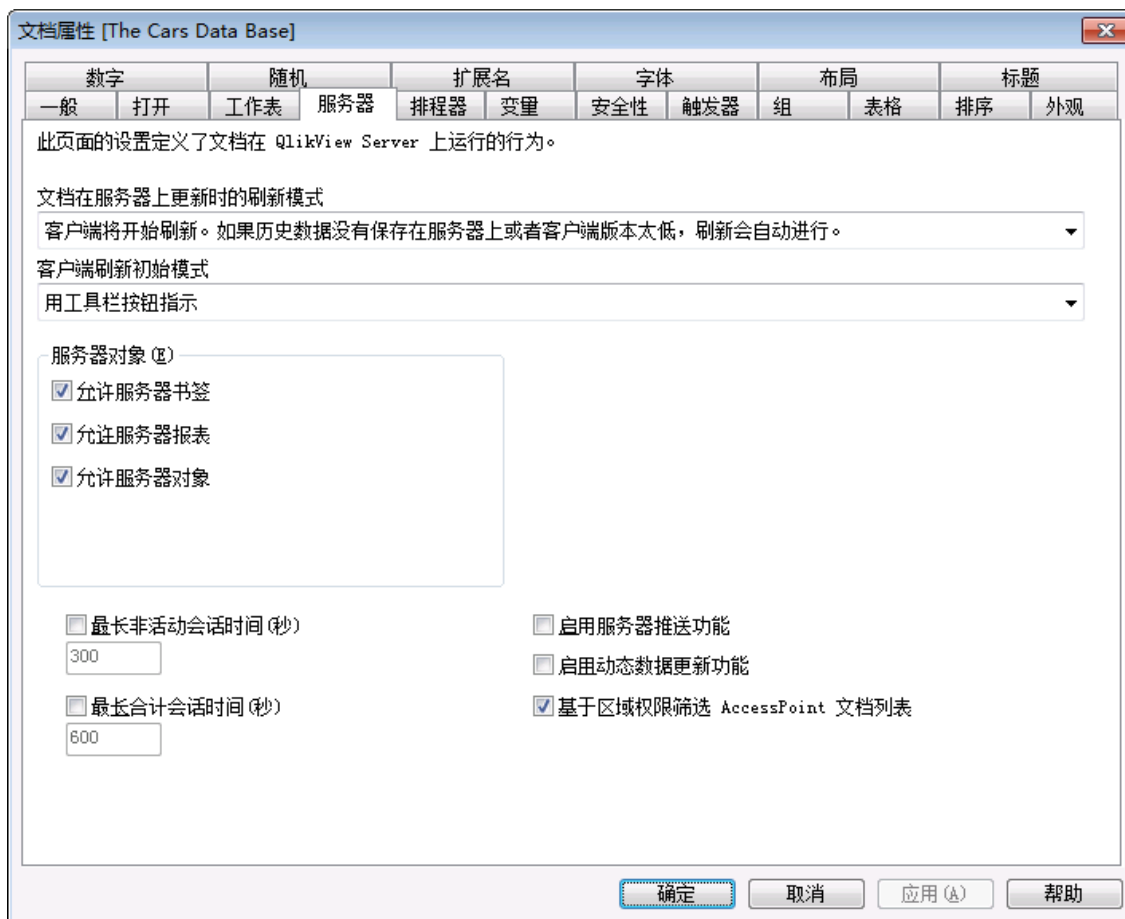 文档属性 [The Cars Data Base]
数字 随机 扩展名 字体 布局 标题
一般 打开 工作表 服务器 排程器 变量 安全性 触发器 组 表格 排序 外观
此页面的设置定义了文档在 QlikView Server 上运行的行为。
文档在服务器上更新时的刷新模式
客户端将开始刷新。如果历史数据没有保存在服务器上或者客户端版本太低，刷新会自动进行。
客户端刷新初始模式
用工具栏按钮指示
服务器对象(E)
允许服务器书签
允许服务器报表
允许服务器对象
最长非活动会话时间(秒) 启用服务器推送功能
300
启用动态数据更新功能
最长合计会话时间(秒) 基于区域权限筛选 AccessPoint 文档列表
600
确定 取消 应用(A) 帮助